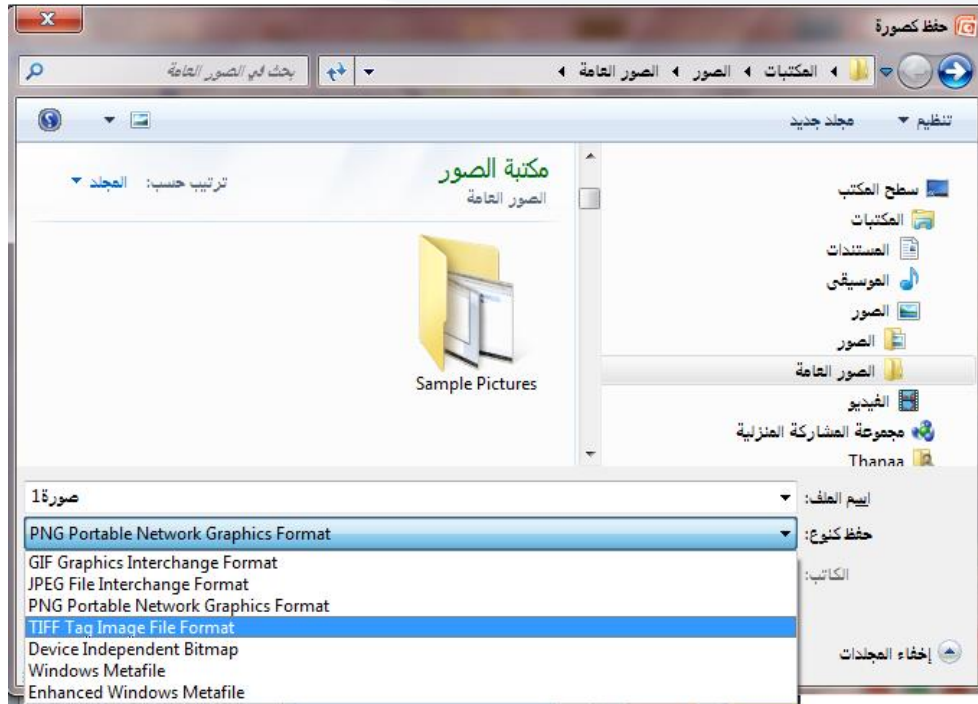 حفظ كصورة
المكتبات
الصور
الصور العامة
بحث في الصور العامة
تنظيم
مجلد جديد
سطح المكتب
المكتبات
المستندات
الموسيقى
الصور
الصور
الصور العامة
الفيديو
مجموعة المشاركة المنزلية
Thanaa
مكتبة الصور
الصور العامة
ترتيب حسب: المجلد
Sample Pictures
اسم الملف: صورة1
حفظ كنوع: PNG Portable Network Graphics Format
الكاتب:
GIF Graphics Interchange Format
JPEG File Interchange Format
PNG Portable Network Graphics Format
TIFF Tag Image File Format
Device Independent Bitmap
Windows Metafile
Enhanced Windows Metafile
إخفاء المجلدات